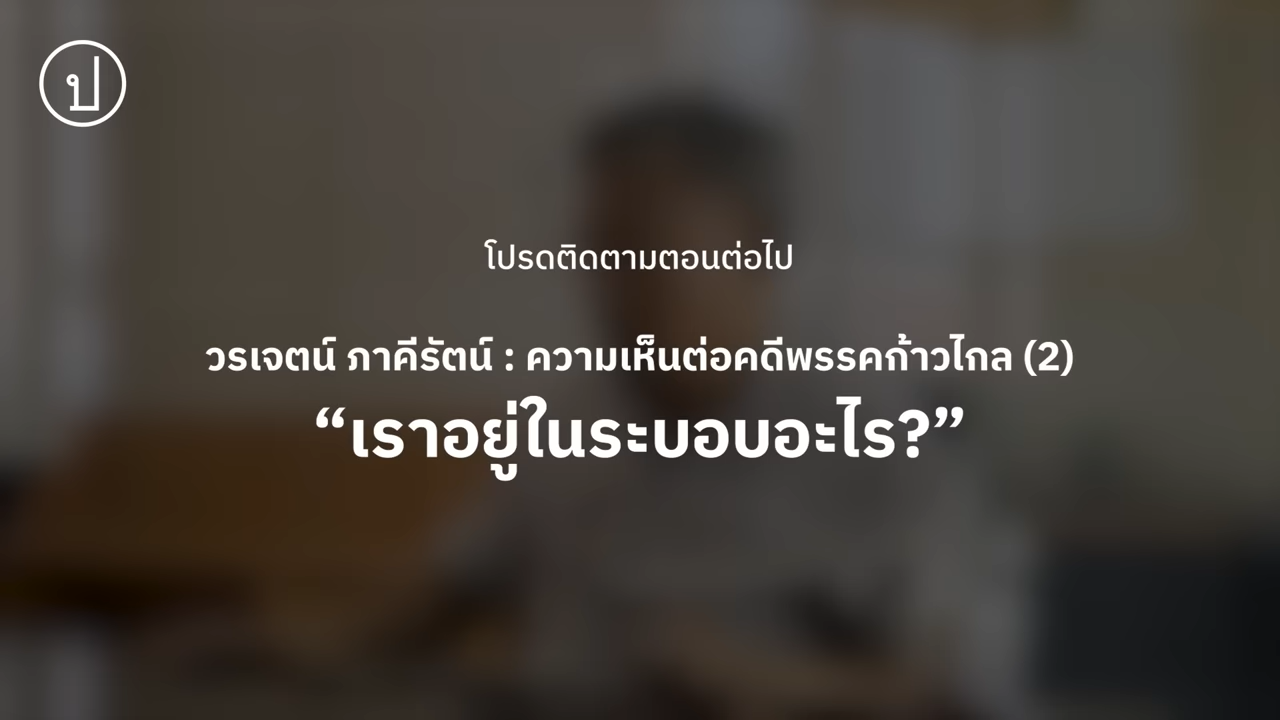 ป
โปรดติดตามตอนต่อไป
วรเจตน์ ภาคีรัตน์ : ความเห็นต่อคดีพรรคก้าวไกล (2)
“เราอยู่ในระบอบอะไร?”